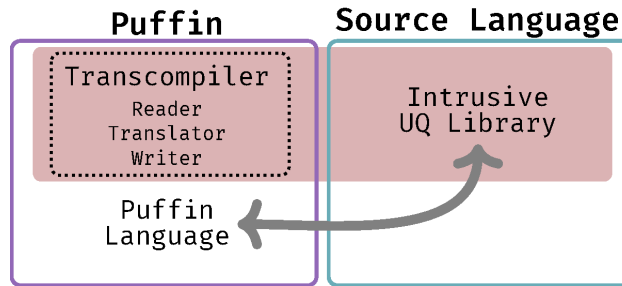 Puffin
Source Language
Transcompiler
Reader
Translator
Writer
Intrusive
UQ Library
Puffin
Language